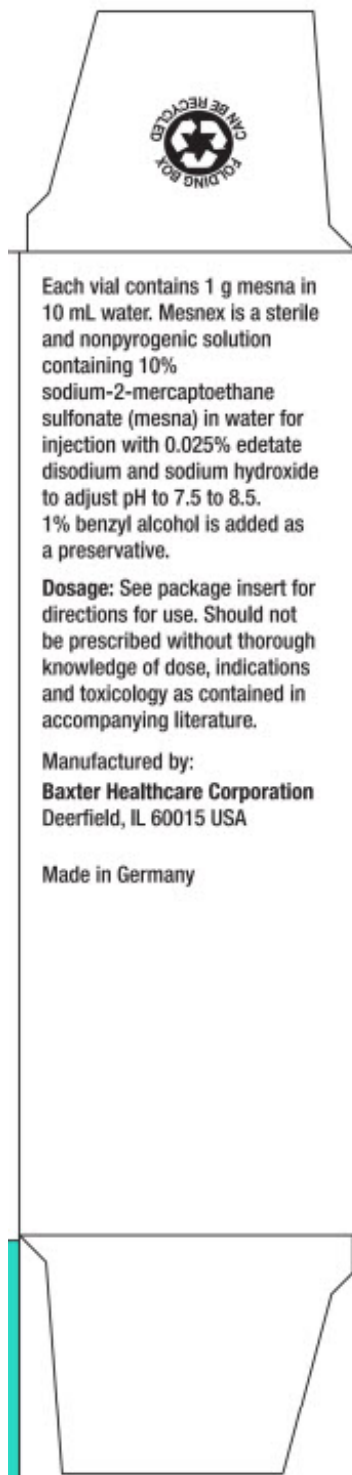 FOLDING BOX
CAN BE RECYCLED
Each vial contains 1 g mesna in
10 mL water. Mesnex is a sterile
and nonpyrogenic solution
containing 10%
sodium-2-mercaptoethane
sulfonate (mesna) in water for
injection with 0.025% edetate
disodium and sodium hydroxide
to adjust pH to 7.5 to 8.5.
1% benzyl alcohol is added as
a preservative.
Dosage: See package insert for
directions for use. Should not
be prescribed without thorough
knowledge of dose, indications
and toxicology as contained in
accompanying literature.
Manufactured by:
Baxter Healthcare Corporation
Deerfield, IL 60015 USA
Made in Germany